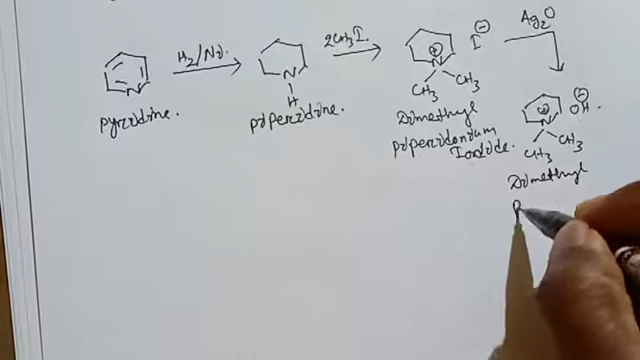 H₂/Ni.
2CH₃I.
Ag₂O
N
N
H
⊕
N
I⊖
CH₃ CH₃
⊕
N
OH⊖.
CH₃ CH₃
pyridine.
piperidine.
Dimethyl
piperidinium
Iodide.
Dimethyl
P